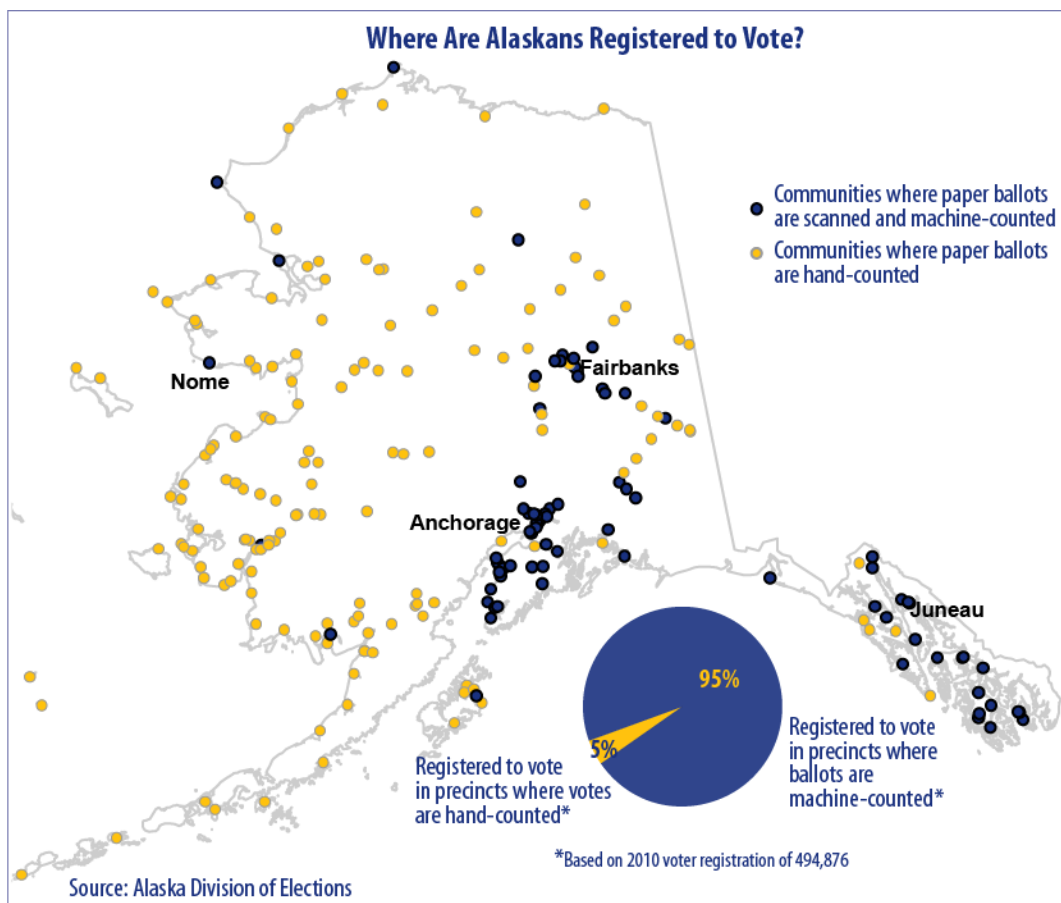 Where Are Alaskans Registered to Vote?
Communities where paper ballots
are scanned and machine-counted
Communities where paper ballots
are hand-counted
Fairbanks
Nome
Anchorage
Juneau
95%
5%
Registered to vote
in precincts where votes
are hand-counted*
Registered to vote
in precincts where
ballots are
machine-counted*
*Based on 2010 voter registration of 494,876
Source: Alaska Division of Elections